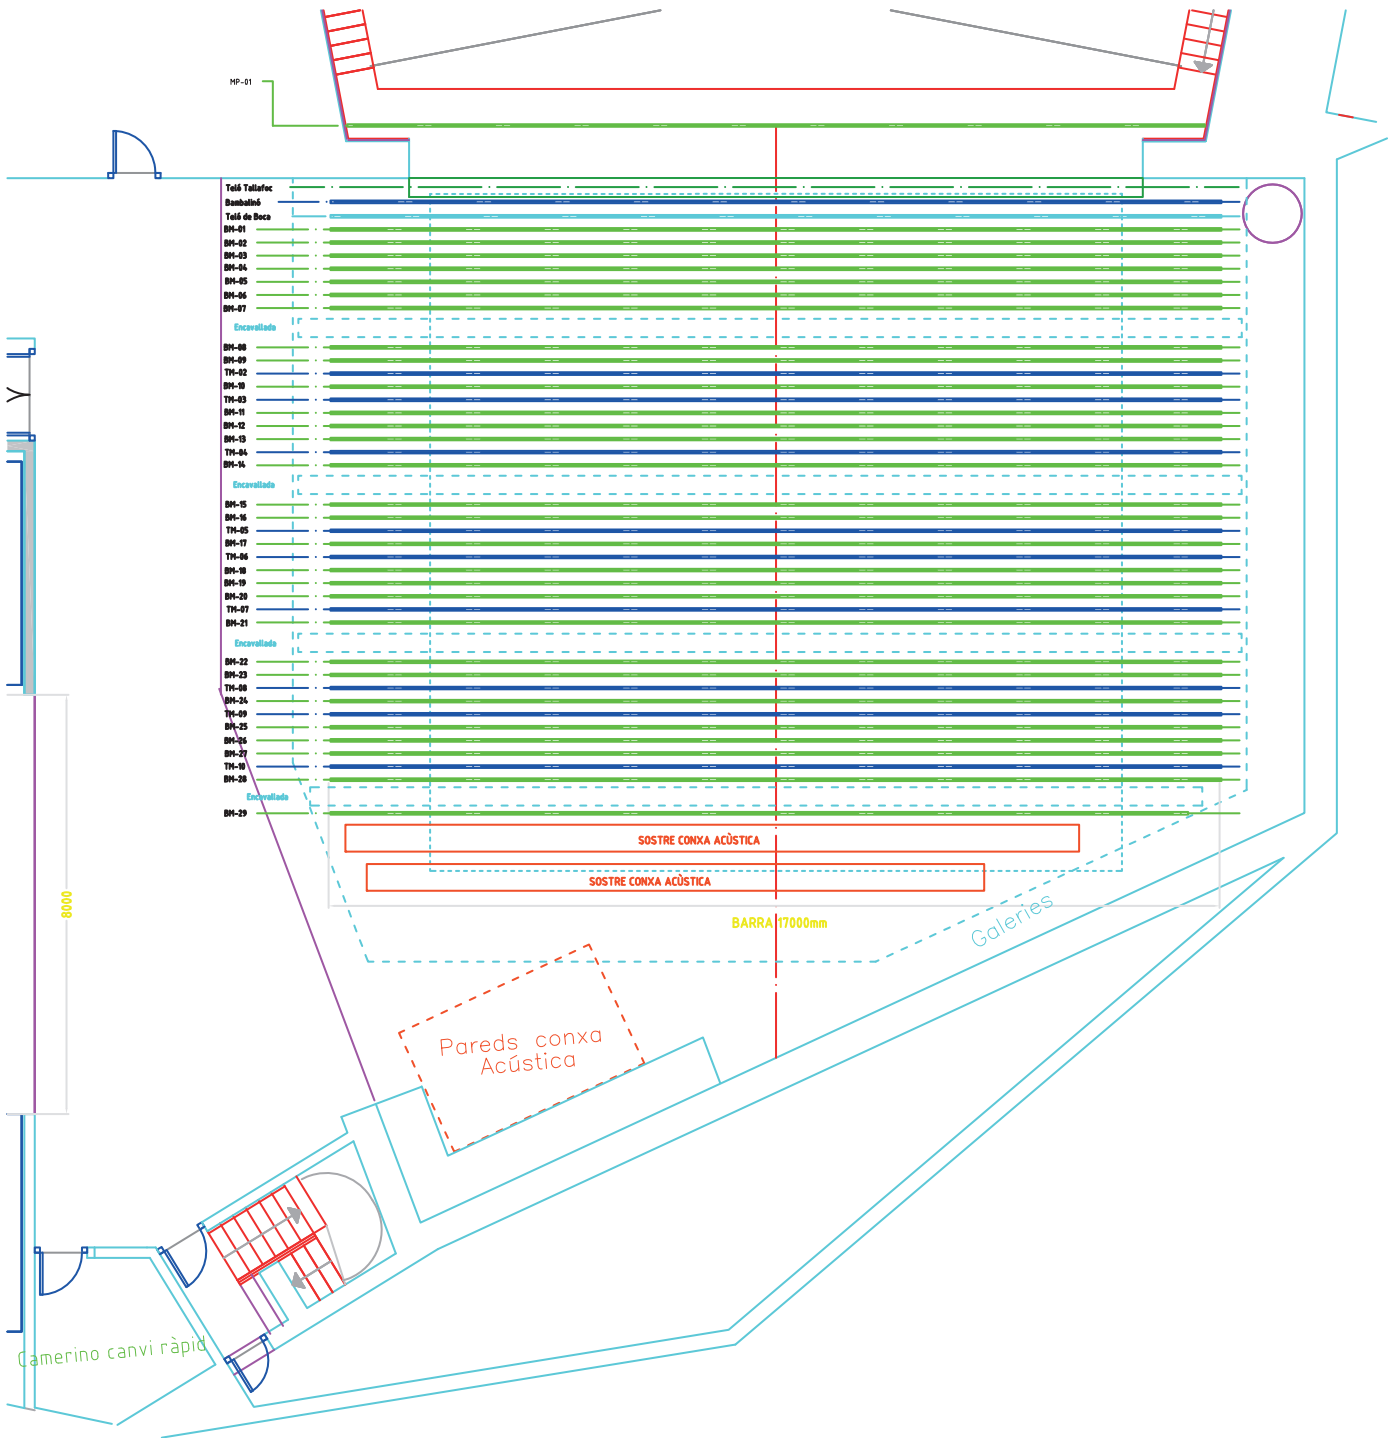 MP-01
Teló Tallafoc
Bambalinó
Teló de Boca
BM-01
BM-02
BM-03
BM-04
BM-05
BM-06
BM-07
Encavallada
BM-08
BM-09
TM-02
BM-10
TM-03
BM-11
BM-12
BM-13
TM-04
BM-14
Encavallada
BM-15
BM-16
TM-05
BM-17
TM-06
BM-18
BM-19
BM-20
TM-07
BM-21
Encavallada
BM-22
BM-23
TM-08
BM-24
TM-09
BM-25
BM-26
BM-27
TM-10
BM-28
Encavallada
BM-29
SOSTRE CONXA ACÙSTICA
SOSTRE CONXA ACÙSTICA
8000
BARRA 17000mm
Galeries
Pareds conxa
Acústica
Camerino canvi ràpid